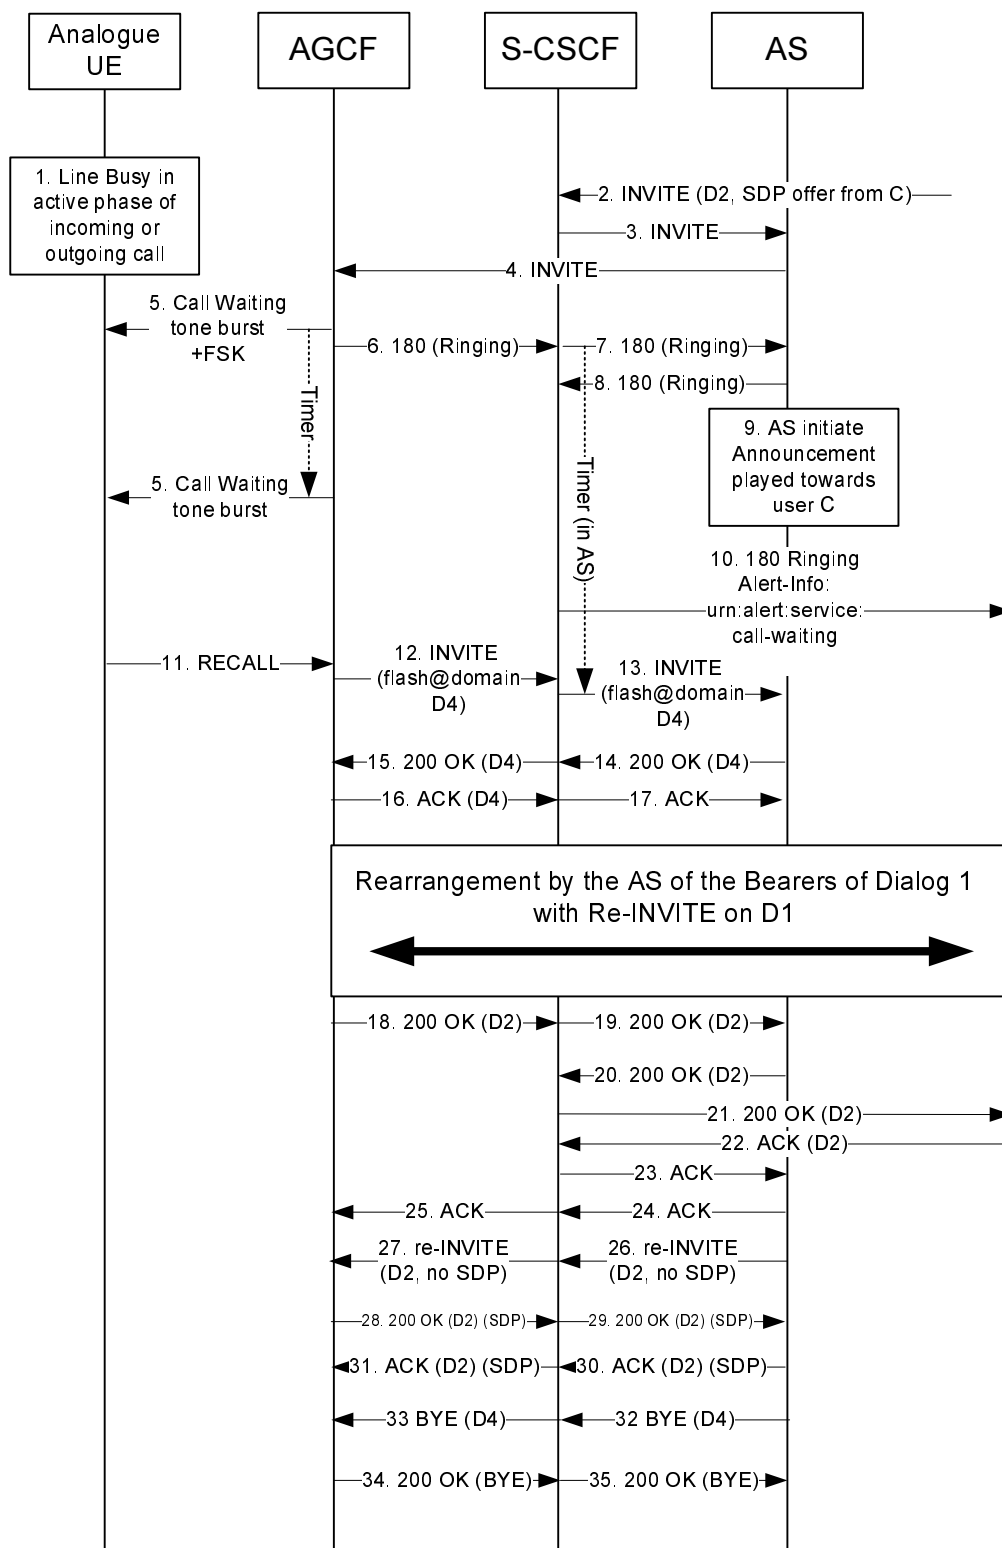 Analogue
UE
AGCF
S-CSCF
AS
1. Line Busy in
active phase of
incoming or
outgoing call
2. INVITE (D2, SDP offer from C)
3. INVITE
4. INVITE
5. Call Waiting
tone burst
+FSK
6. 180 (Ringing)
7. 180 (Ringing)
8. 180 (Ringing)
Timer
Timer (in AS)
9. AS initiate
Announcement
played towards
user C
5. Call Waiting
tone burst
10. 180 Ringing
Alert-Info:
urn:alert:service:
call-waiting
11. RECALL
12. INVITE
(flash@domain
D4)
13. INVITE
(flash@domain
D4)
15. 200 OK (D4)
14. 200 OK (D4)
16. ACK (D4)
17. ACK
Rearrangement by the AS of the Bearers of Dialog 1
with Re-INVITE on D1
18. 200 OK (D2)
19. 200 OK (D2)
20. 200 OK (D2)
21. 200 OK (D2)
22. ACK (D2)
23. ACK
25. ACK
24. ACK
27. re-INVITE
(D2, no SDP)
26. re-INVITE
(D2, no SDP)
28. 200 OK (D2) (SDP)
29. 200 OK (D2) (SDP)
31. ACK (D2) (SDP)
30. ACK (D2) (SDP)
33 BYE (D4)
32 BYE (D4)
34. 200 OK (BYE)
35. 200 OK (BYE)